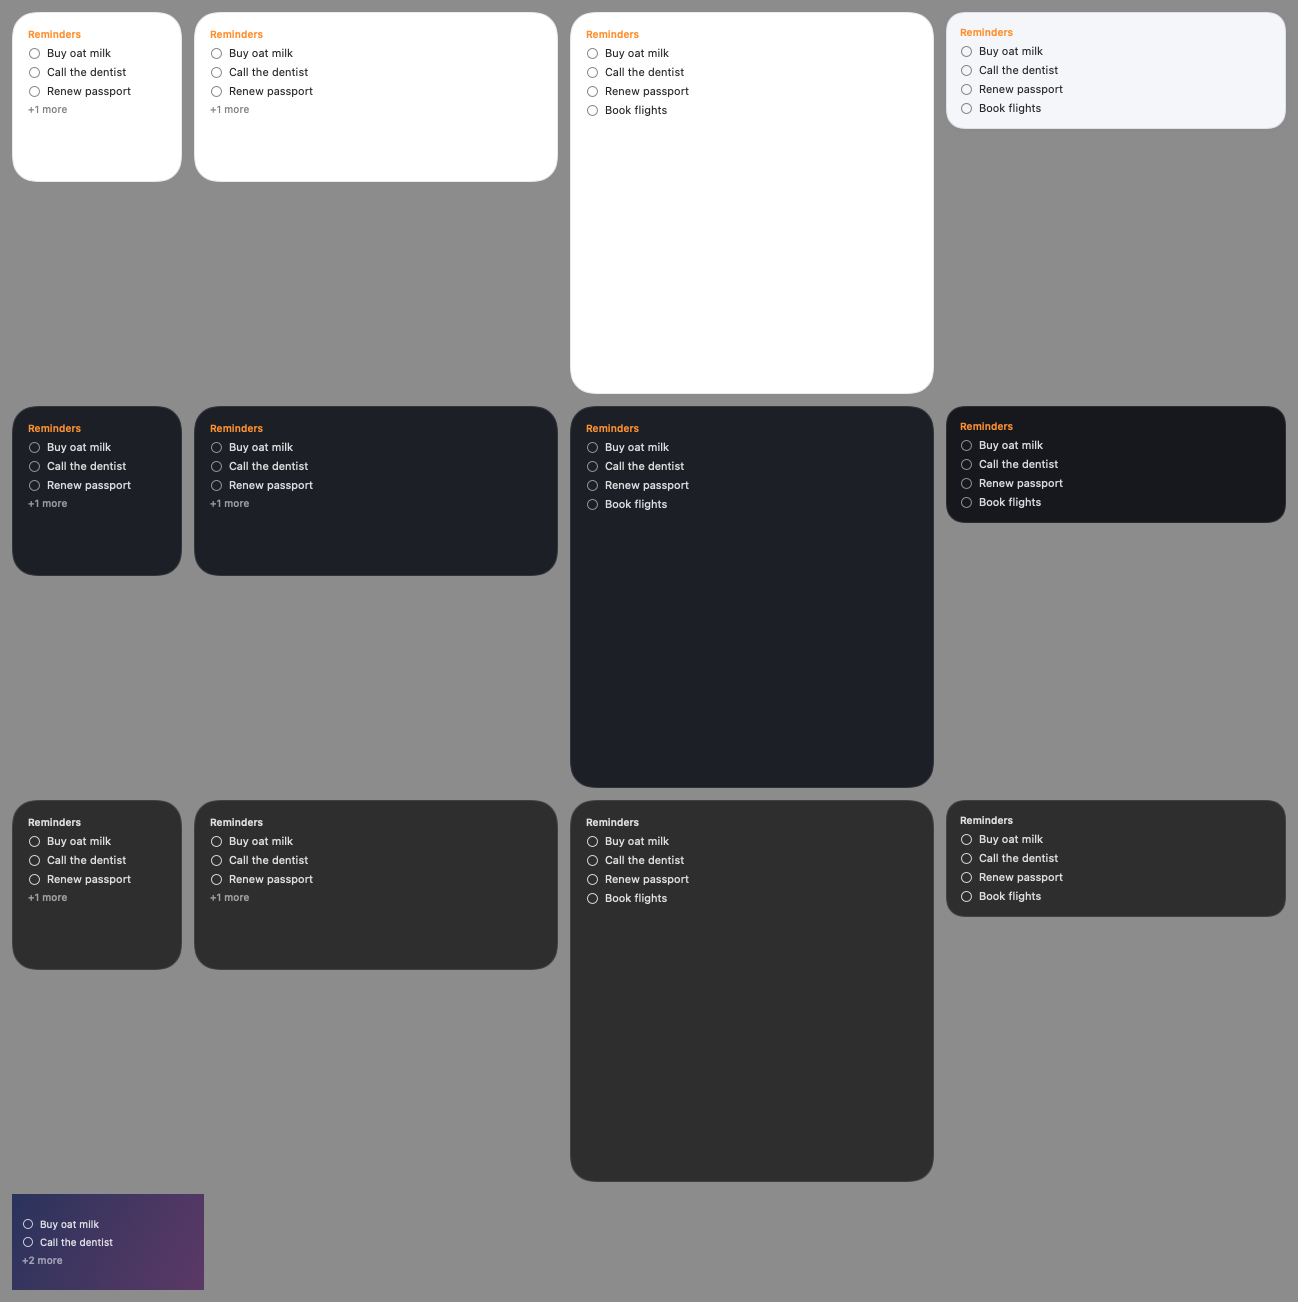 Reminders
Buy oat milk
Call the dentist
Renew passport
+1 more
Reminders
Buy oat milk
Call the dentist
Renew passport
+1 more
Reminders
Buy oat milk
Call the dentist
Renew passport
Book flights
Reminders
Buy oat milk
Call the dentist
Renew passport
Book flights
Reminders
Buy oat milk
Call the dentist
Renew passport
+1 more
Reminders
Buy oat milk
Call the dentist
Renew passport
+1 more
Reminders
Buy oat milk
Call the dentist
Renew passport
Book flights
Reminders
Buy oat milk
Call the dentist
Renew passport
Book flights
Reminders
Buy oat milk
Call the dentist
Renew passport
+1 more
Reminders
Buy oat milk
Call the dentist
Renew passport
+1 more
Reminders
Buy oat milk
Call the dentist
Renew passport
Book flights
Reminders
Buy oat milk
Call the dentist
Renew passport
Book flights
Buy oat milk
Call the dentist
+2 more